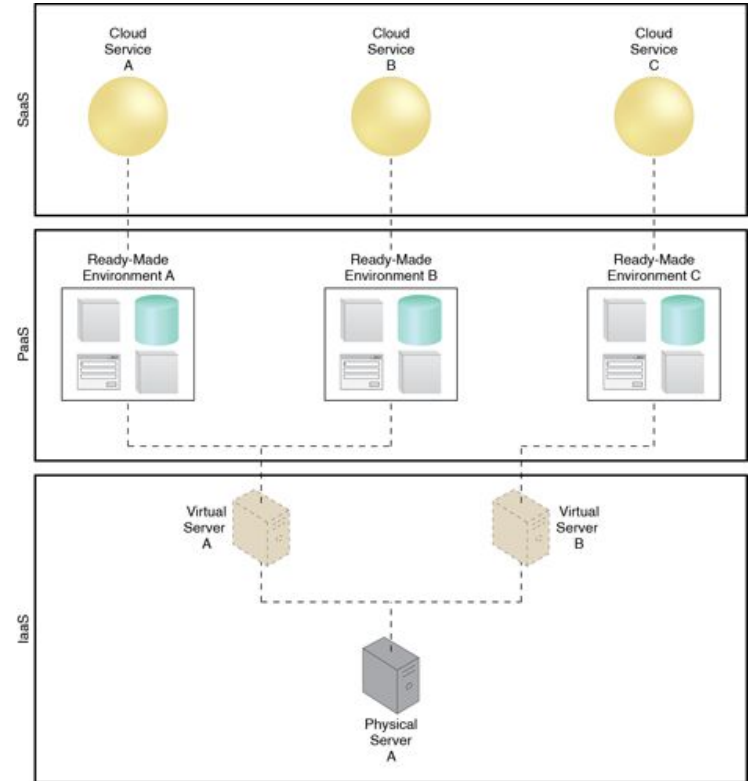 SaaS
Cloud
Service
A
Cloud
Service
B
Cloud
Service
C
PaaS
Ready-Made
Environment A
Ready-Made
Environment B
Ready-Made
Environment C
IaaS
Virtual
Server
A
Virtual
Server
B
Physical
Server
A